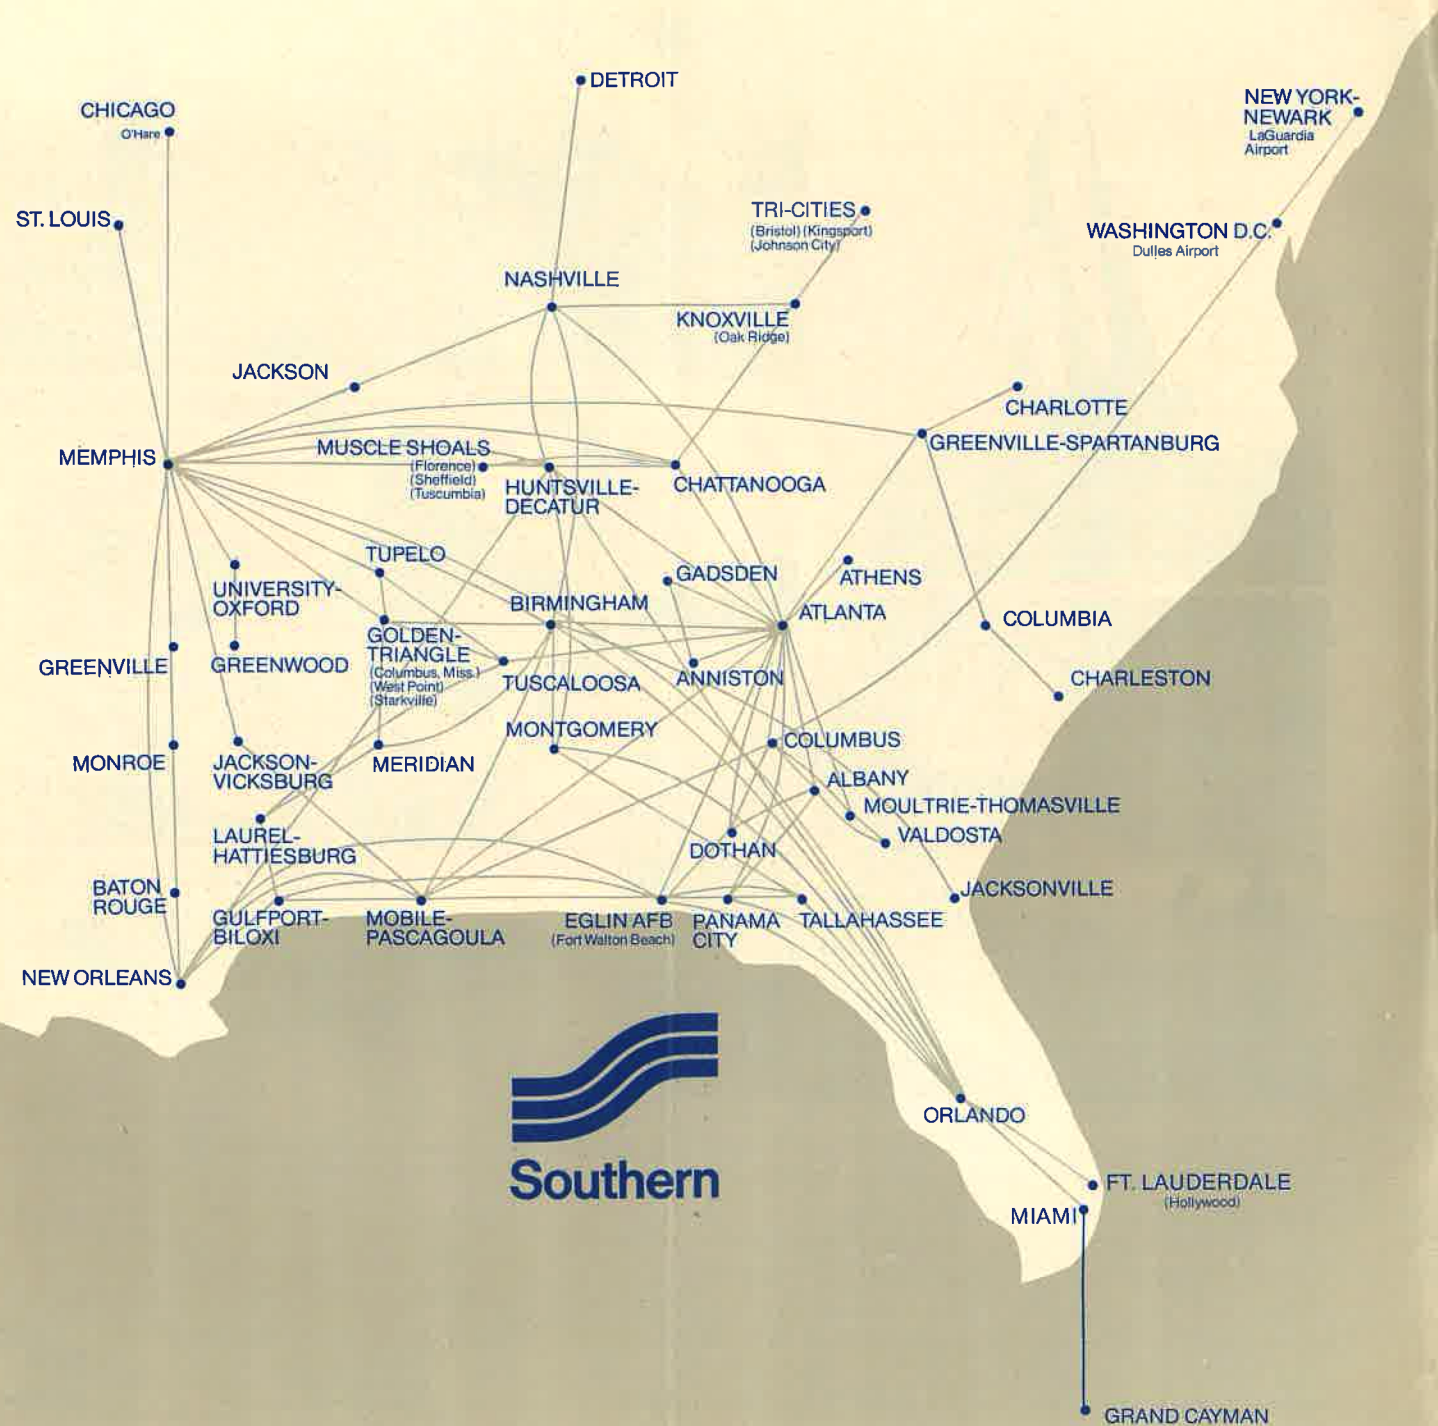 DETROIT
CHICAGO
O'Hare
NEW YORK-
NEWARK
LaGuardia
Airport
ST. LOUIS
TRI-CITIES
(Bristol) (Kingsport)
(Johnson City)
WASHINGTON D.C.
Dulles Airport
NASHVILLE
KNOXVILLE
(Oak Ridge)
JACKSON
CHARLOTTE
GREENVILLE-SPARTANBURG
MEMPHIS
MUSCLE SHOALS
(Florence)
(Sheffield)
(Tuscumbia)
HUNTSVILLE-
DECATUR
CHATTANOOGA
TUPELO
UNIVERSITY-
OXFORD
GADSDEN
ATHENS
BIRMINGHAM
ATLANTA
COLUMBIA
GOLDEN-
TRIANGLE
(Columbus, Miss.)
(West Point)
(Starkville)
GREENVILLE
GREENWOOD
TUSCALOOSA
ANNISTON
CHARLESTON
MONTGOMERY
COLUMBUS
MONROE
JACKSON-
VICKSBURG
MERIDIAN
ALBANY
MOULTRIE-THOMASVILLE
VALDOSTA
LAUREL-
HATTIESBURG
DOTHAN
BATON
ROUGE
JACKSONVILLE
GULFPORT-
BILOXI
MOBILE-
PASCAGOULA
EGLIN AFB
(Fort Walton Beach)
PANAMA
CITY
TALLAHASSEE
NEW ORLEANS
ORLANDO
Southern
FT. LAUDERDALE
(Hollywood)
MIAMI
GRAND CAYMAN